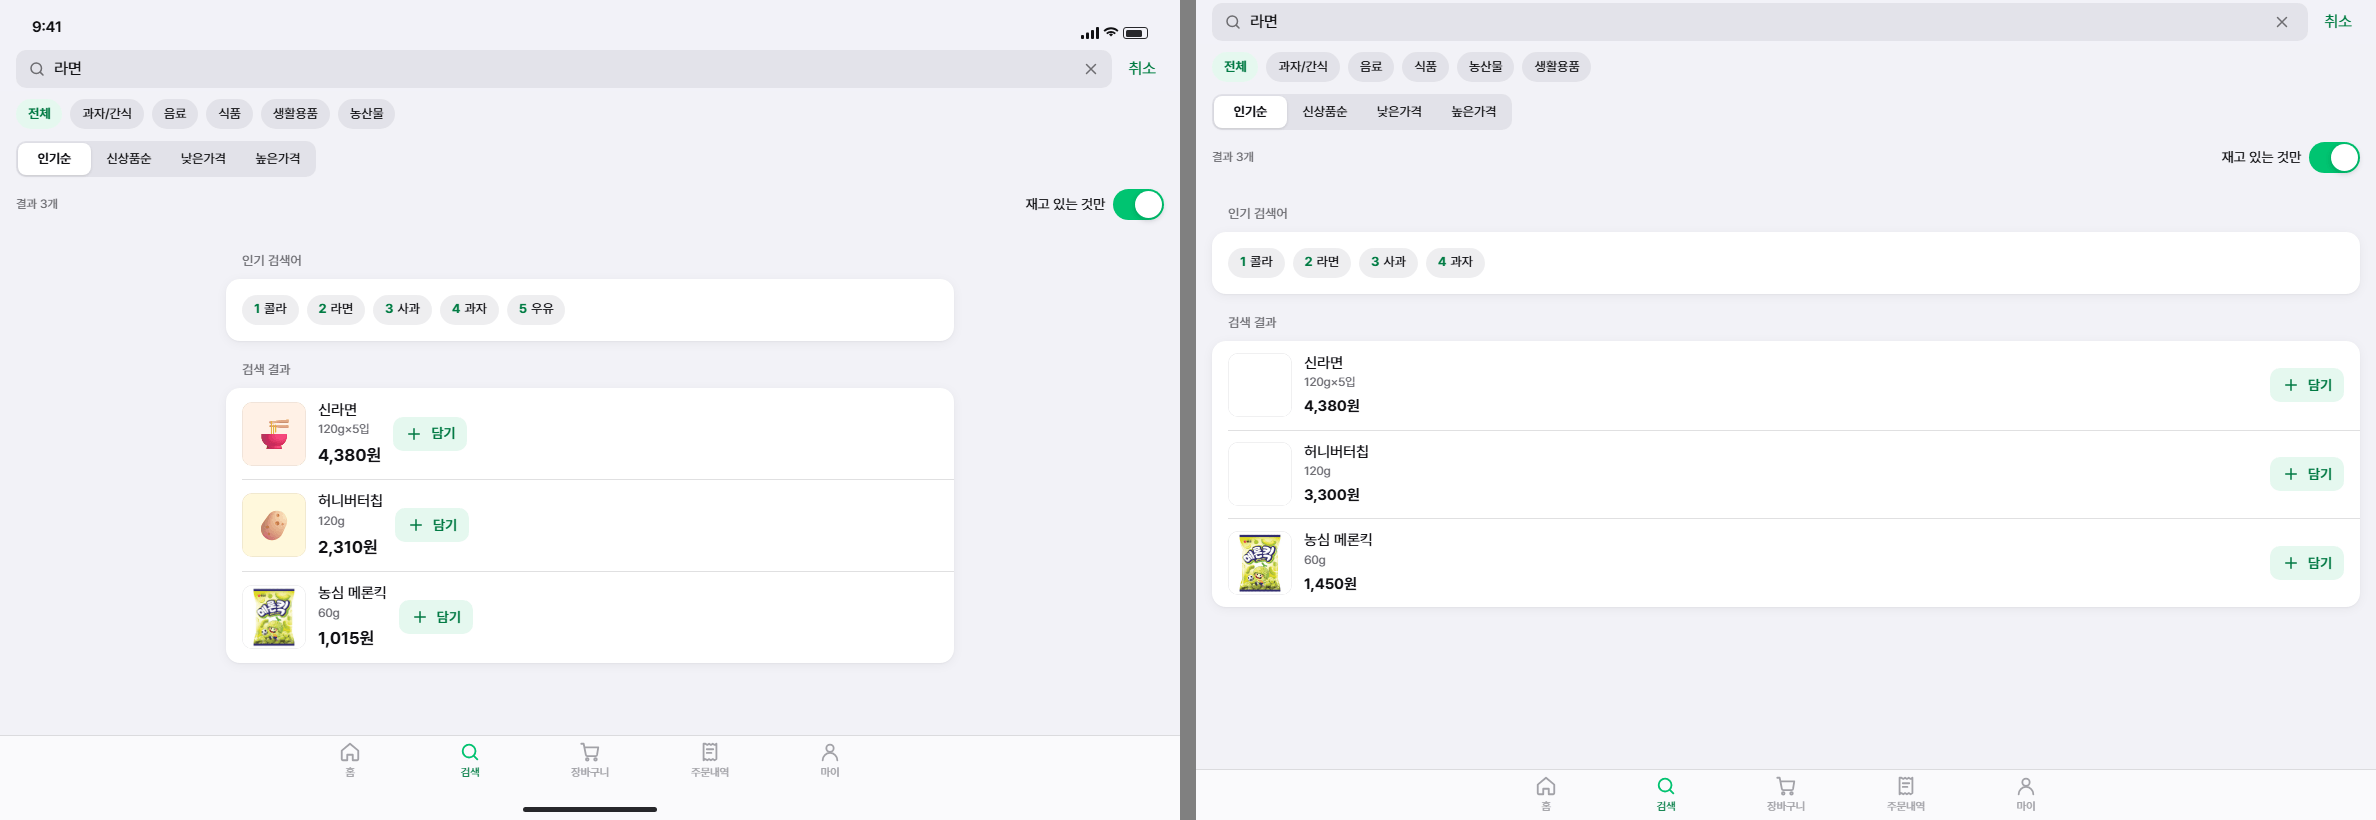 9:41
라면
취소
전체 과자/간식 음료 식품 생활용품 농산물
인기순 신상품순 낮은가격 높은가격
결과 3개
재고 있는 것만
인기 검색어
1 콜라 2 라면 3 사과 4 과자 5 우유
검색 결과
신라면
120g×5입
4,380원
담기
허니버터칩
120g
2,310원
담기
농심 메론킥
60g
1,015원
담기
홈 검색 장바구니 주문내역 마이
라면
취소
전체 과자/간식 음료 식품 농산물 생활용품
인기순 신상품순 낮은가격 높은가격
결과 3개
재고 있는 것만
인기 검색어
1 콜라 2 라면 3 사과 4 과자
검색 결과
신라면
120g×5입
4,380원
담기
허니버터칩
120g
3,300원
담기
농심 메론킥
60g
1,450원
담기
홈 검색 장바구니 주문내역 마이
메론킥
메론킥